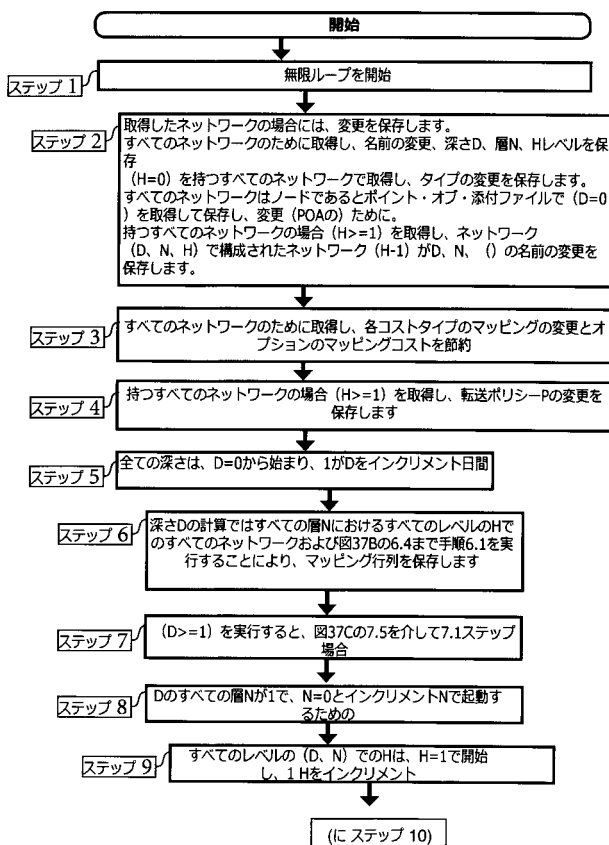 開始
ステップ 1
無限ループを開始
ステップ 2
取得したネットワークの場合には、変更を保存します。
すべてのネットワークのために取得し、名前の変更、深さD、層N、Hレベルを保
存
(H=0) を持つすべてのネットワークで取得し、タイプの変更を保存します。
すべてのネットワークはノードであるとポイント・オブ・添付ファイルで (D=0
) を取得して保存し、変更 (POAの) ために。
持つすべてのネットワークの場合 (H>=1) を取得し、ネットワーク
(D、N、H) で構成されたネットワーク (H-1) がD、N、 () の名前の変更を
保存します。
ステップ 3
すべてのネットワークのために取得し、各コストタイプのマッピングの変更とオ
プションのマッピングコストを節約
ステップ 4
持つすべてのネットワークの場合 (H>=1) を取得し、転送ポリシーPの変更を
保存します
ステップ 5
全ての深さは、D=0から始まり、1がDをインクリメント日間
ステップ 6
深さDの計算ではすべての層NにおけるすべてのレベルのHで
のすべてのネットワークおよび図37Bの6.4まで手順6.1を実
行することにより、マッピング行列を保存します
ステップ 7
(D>=1) を実行すると、図37Cの7.5を介して7.1ステップ
場合
ステップ 8
Dのすべての層Nが1で、N=0とインクリメントNで起動す
るための
ステップ 9
すべてのレベルの (D、N) でのHは、H=1で開始
し、1 Hをインクリメント
(に ステップ 10)